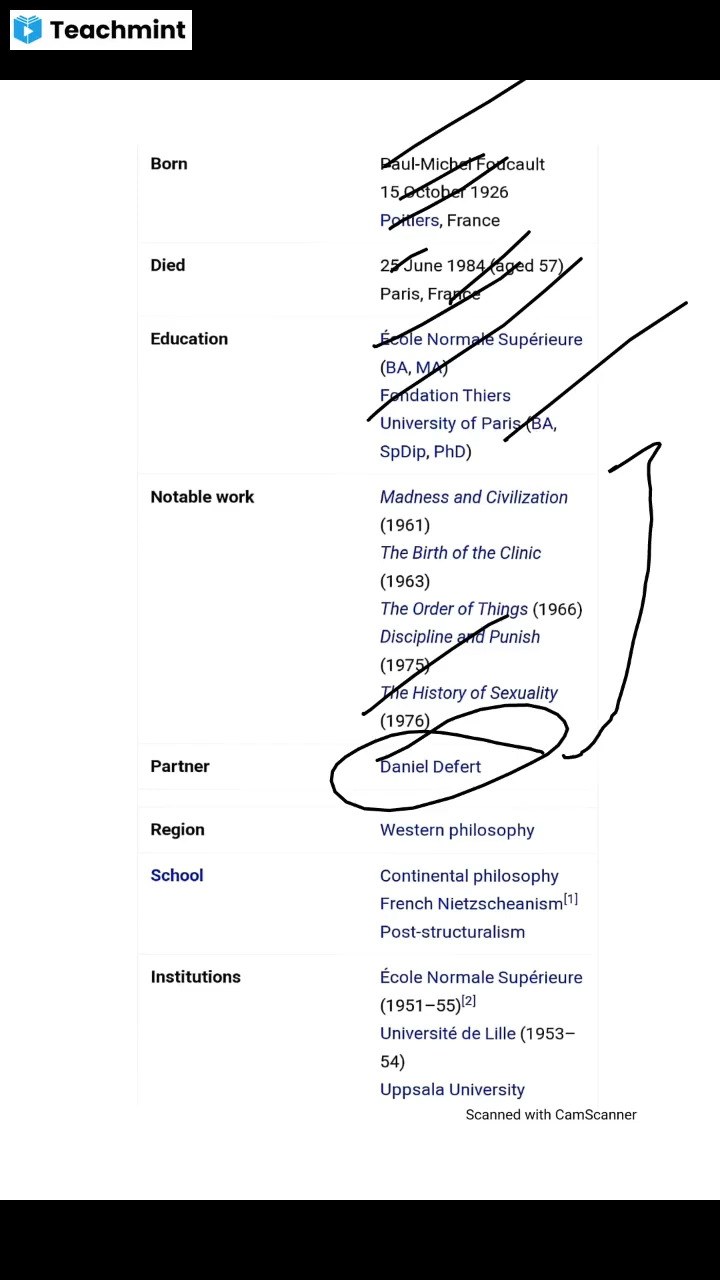 Teachmint
Born
Paul-Michel Foucault
15 October 1926
Poitiers, France
Died
25 June 1984 (aged 57)
Paris, France
Education
École Normale Supérieure
(BA, MA)
Fondation Thiers
University of Paris (BA,
SpDip, PhD)
Notable work
Madness and Civilization
(1961)
The Birth of the Clinic
(1963)
The Order of Things (1966)
Discipline and Punish
(1975)
The History of Sexuality
(1976)
Partner
Daniel Defert
Region
Western philosophy
School
Continental philosophy
French Nietzscheanism[1]
Post-structuralism
Institutions
École Normale Supérieure
(1951–55)[2]
Université de Lille (1953–
54)
Uppsala University
Scanned with CamScanner